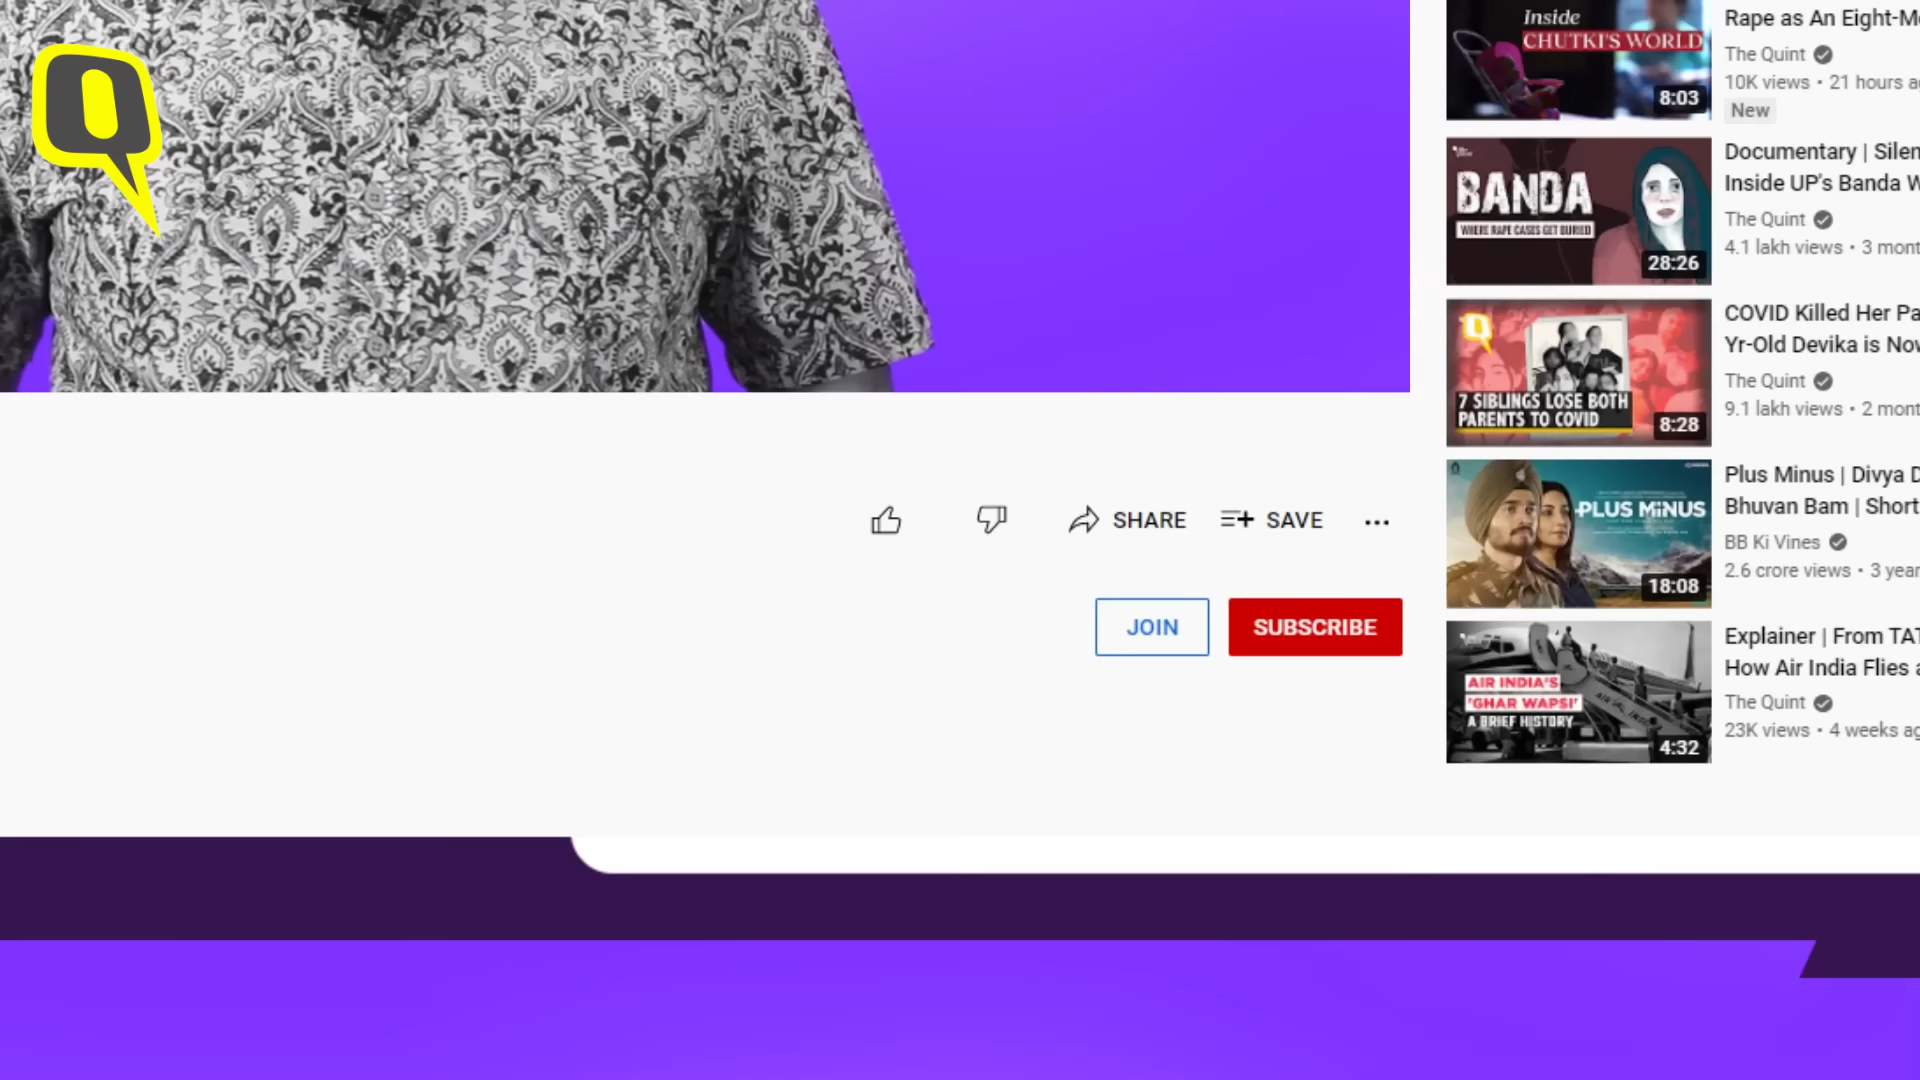 Q
SHARE
SAVE
JOIN
SUBSCRIBE
Inside
CHUTKI'S WORLD
8:03
Rape as An Eight-M
The Quint
10K views • 21 hours a
New
BANDA
WHERE RAPE CASES GET BURIED
28:26
Documentary | Silen
Inside UP's Banda W
The Quint
4.1 lakh views • 3 mont
7 SIBLINGS LOSE BOTH
PARENTS TO COVID
8:28
COVID Killed Her Pa
Yr-Old Devika is Nov
The Quint
9.1 lakh views • 2 mont
PLUS MINUS
18:08
Plus Minus | Divya D
Bhuvan Bam | Short
BB Ki Vines
2.6 crore views • 3 year
AIR INDIA'S
'GHAR WAPSI'
A BRIEF HISTORY
AIR INDI
4:32
Explainer | From TAT
How Air India Flies a
The Quint
23K views • 4 weeks ag